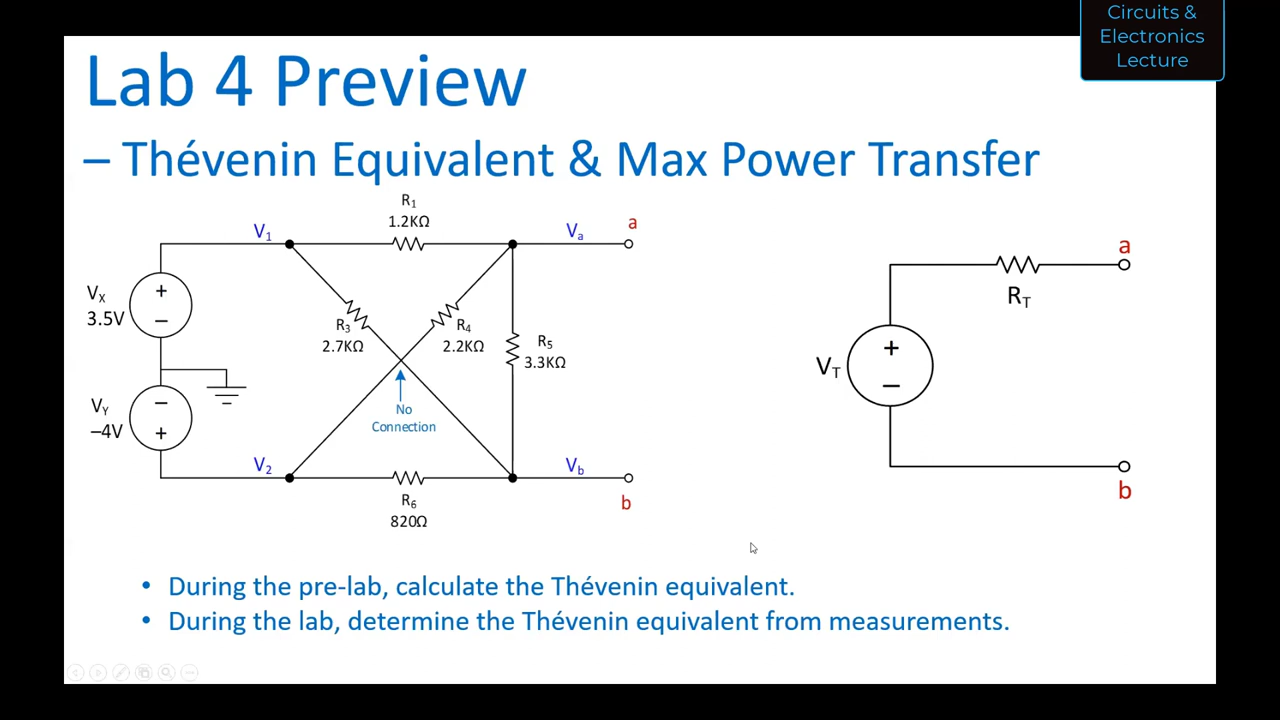 Circuits &
Electronics
Lecture
Lab 4 Preview
– Thévenin Equivalent & Max Power Transfer
R1
1.2KΩ
V1
Va
a
VX
3.5V
+
–
R3
2.7KΩ
R4
2.2KΩ
R5
3.3KΩ
VY
–4V
–
+
No
Connection
V2
Vb
R6
820Ω
b
a
RT
VT
+
–
b
• During the pre-lab, calculate the Thévenin equivalent.
• During the lab, determine the Thévenin equivalent from measurements.